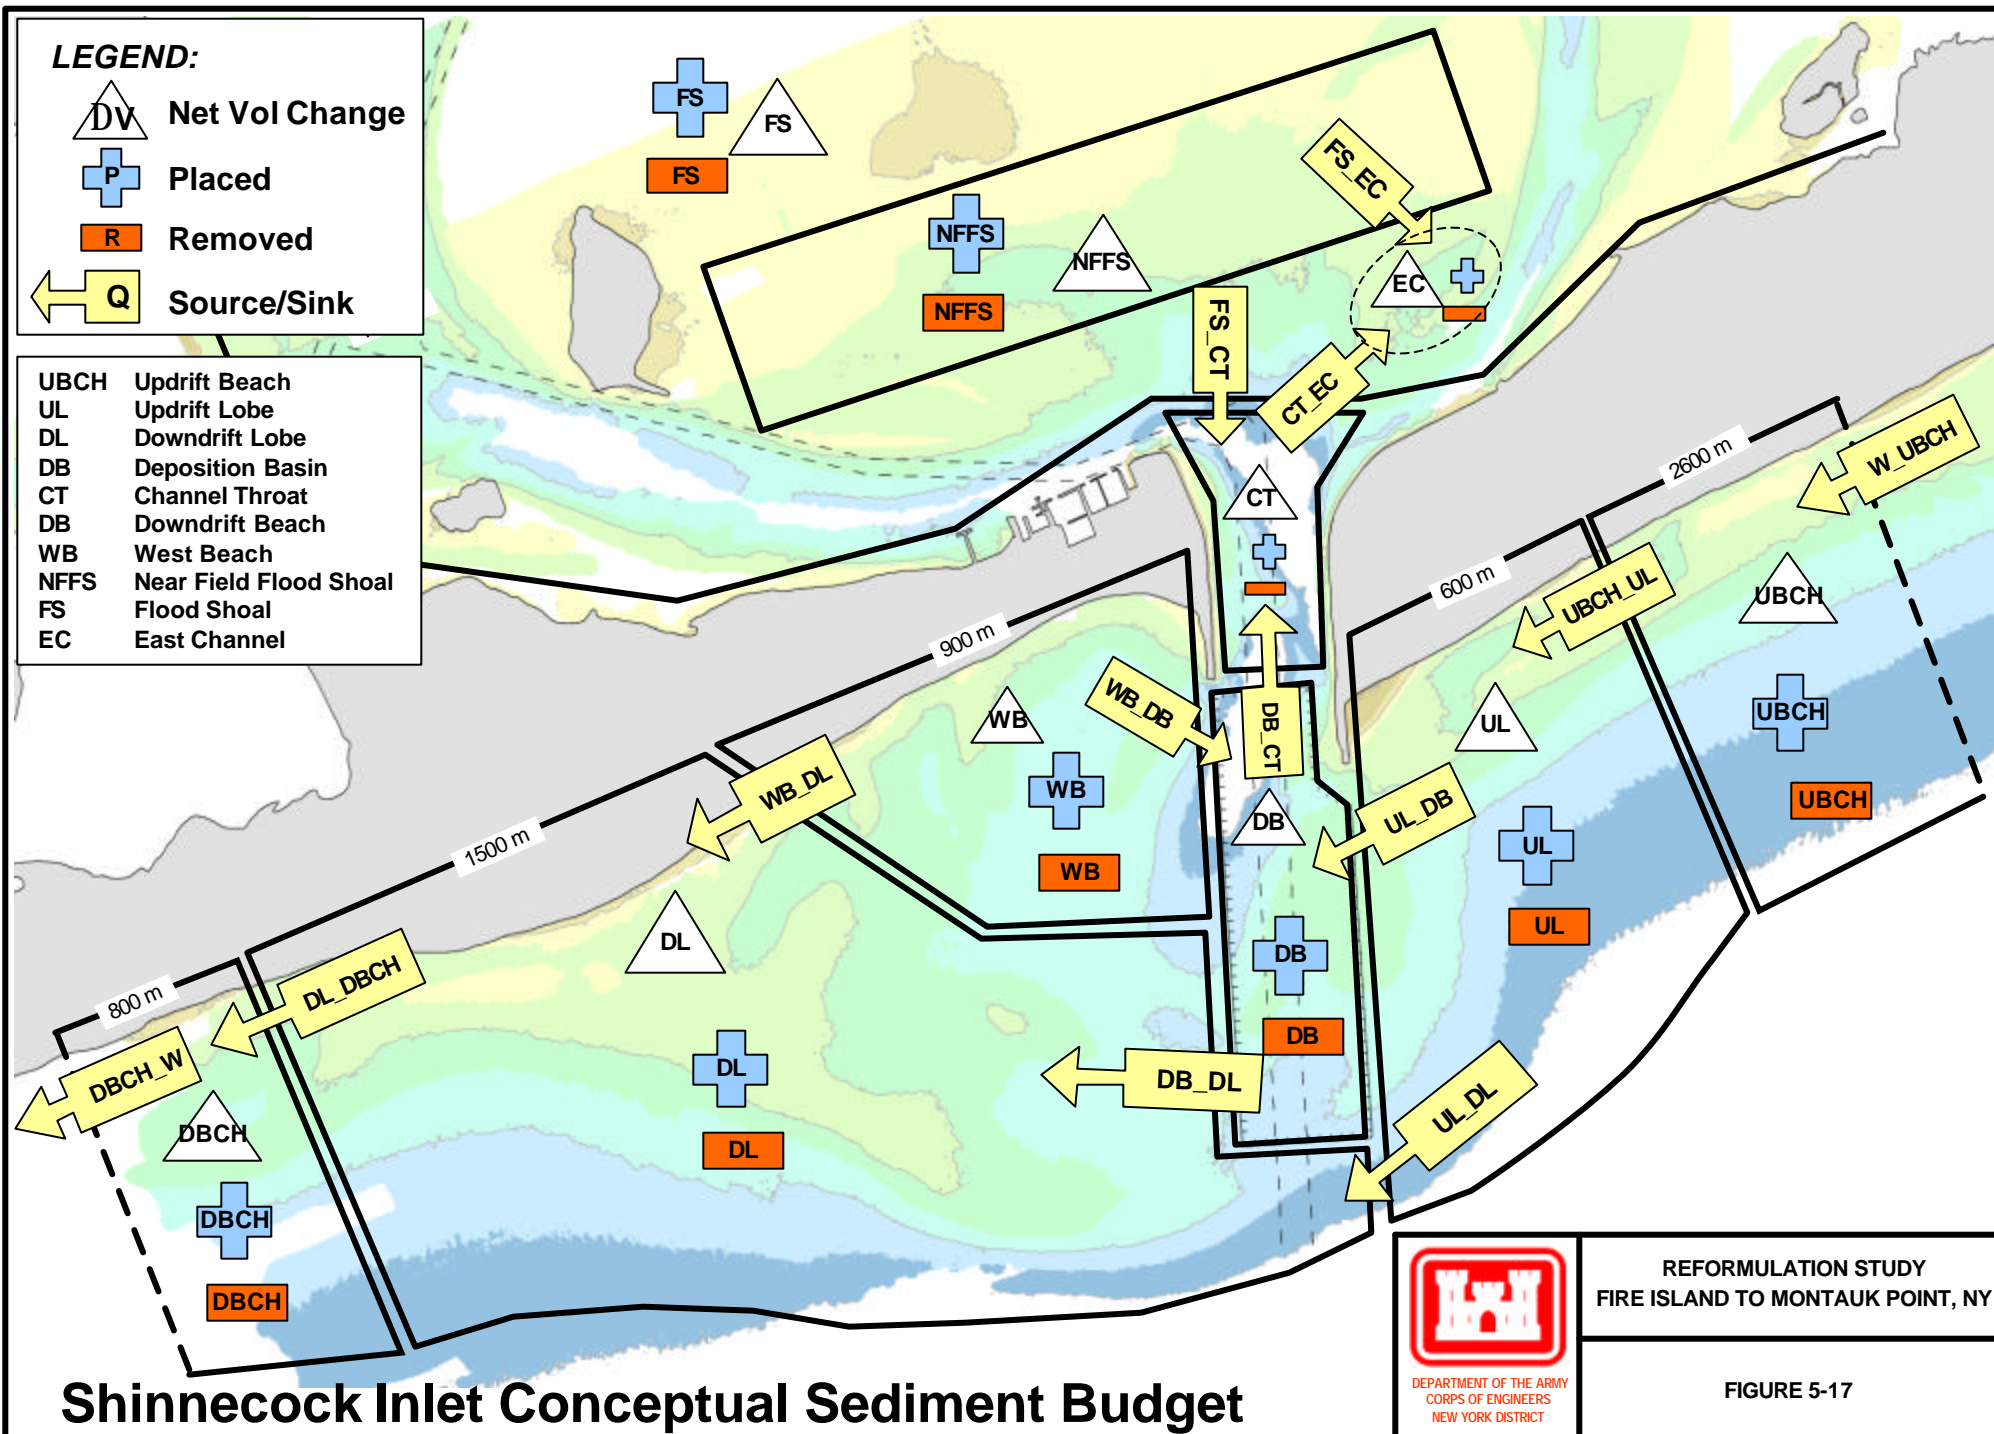 LEGEND:
DV Net Vol Change
P Placed
R Removed
Q Source/Sink
UBCH Updrift Beach
UL Updrift Lobe
DL Downdrift Lobe
DB Deposition Basin
CT Channel Throat
DB Downdrift Beach
WB West Beach
NFFS Near Field Flood Shoal
FS Flood Shoal
EC East Channel
FS
FS
FS
NFFS
NFFS
NFFS
FS_EC
EC
FS_CT
CT_EC
CT
W_UBCH
2600 m
UBCH_UL
600 m
UBCH
UBCH
UBCH
900 m
WB_DB
DB_CT
WB
WB
WB
UL
UL
UL
UL_DB
DB
DB
DB
WB_DL
1500 m
DL
DL
DL
DB_DL
UL_DL
DL_DBCH
800 m
DBCH_W
DBCH
DBCH
DBCH
Shinnecock Inlet Conceptual Sediment Budget
DEPARTMENT OF THE ARMY
CORPS OF ENGINEERS
NEW YORK DISTRICT
REFORMULATION STUDY
FIRE ISLAND TO MONTAUK POINT, NY
FIGURE 5-17